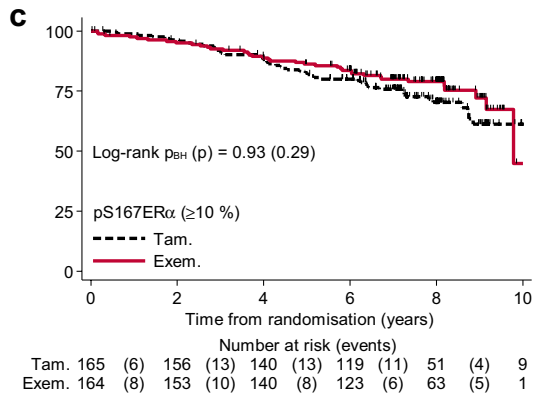 c
100
75
50
25
0
Log-rank pBH (p) = 0.93 (0.29)
pS167ERα (≥10 %)
Tam.
Exem.
0 2 4 6 8 10
Time from randomisation (years)
Number at risk (events)
Tam. 165 (6) 156 (13) 140 (13) 119 (11) 51 (4) 9
Exem. 164 (8) 153 (10) 140 (8) 123 (6) 63 (5) 1